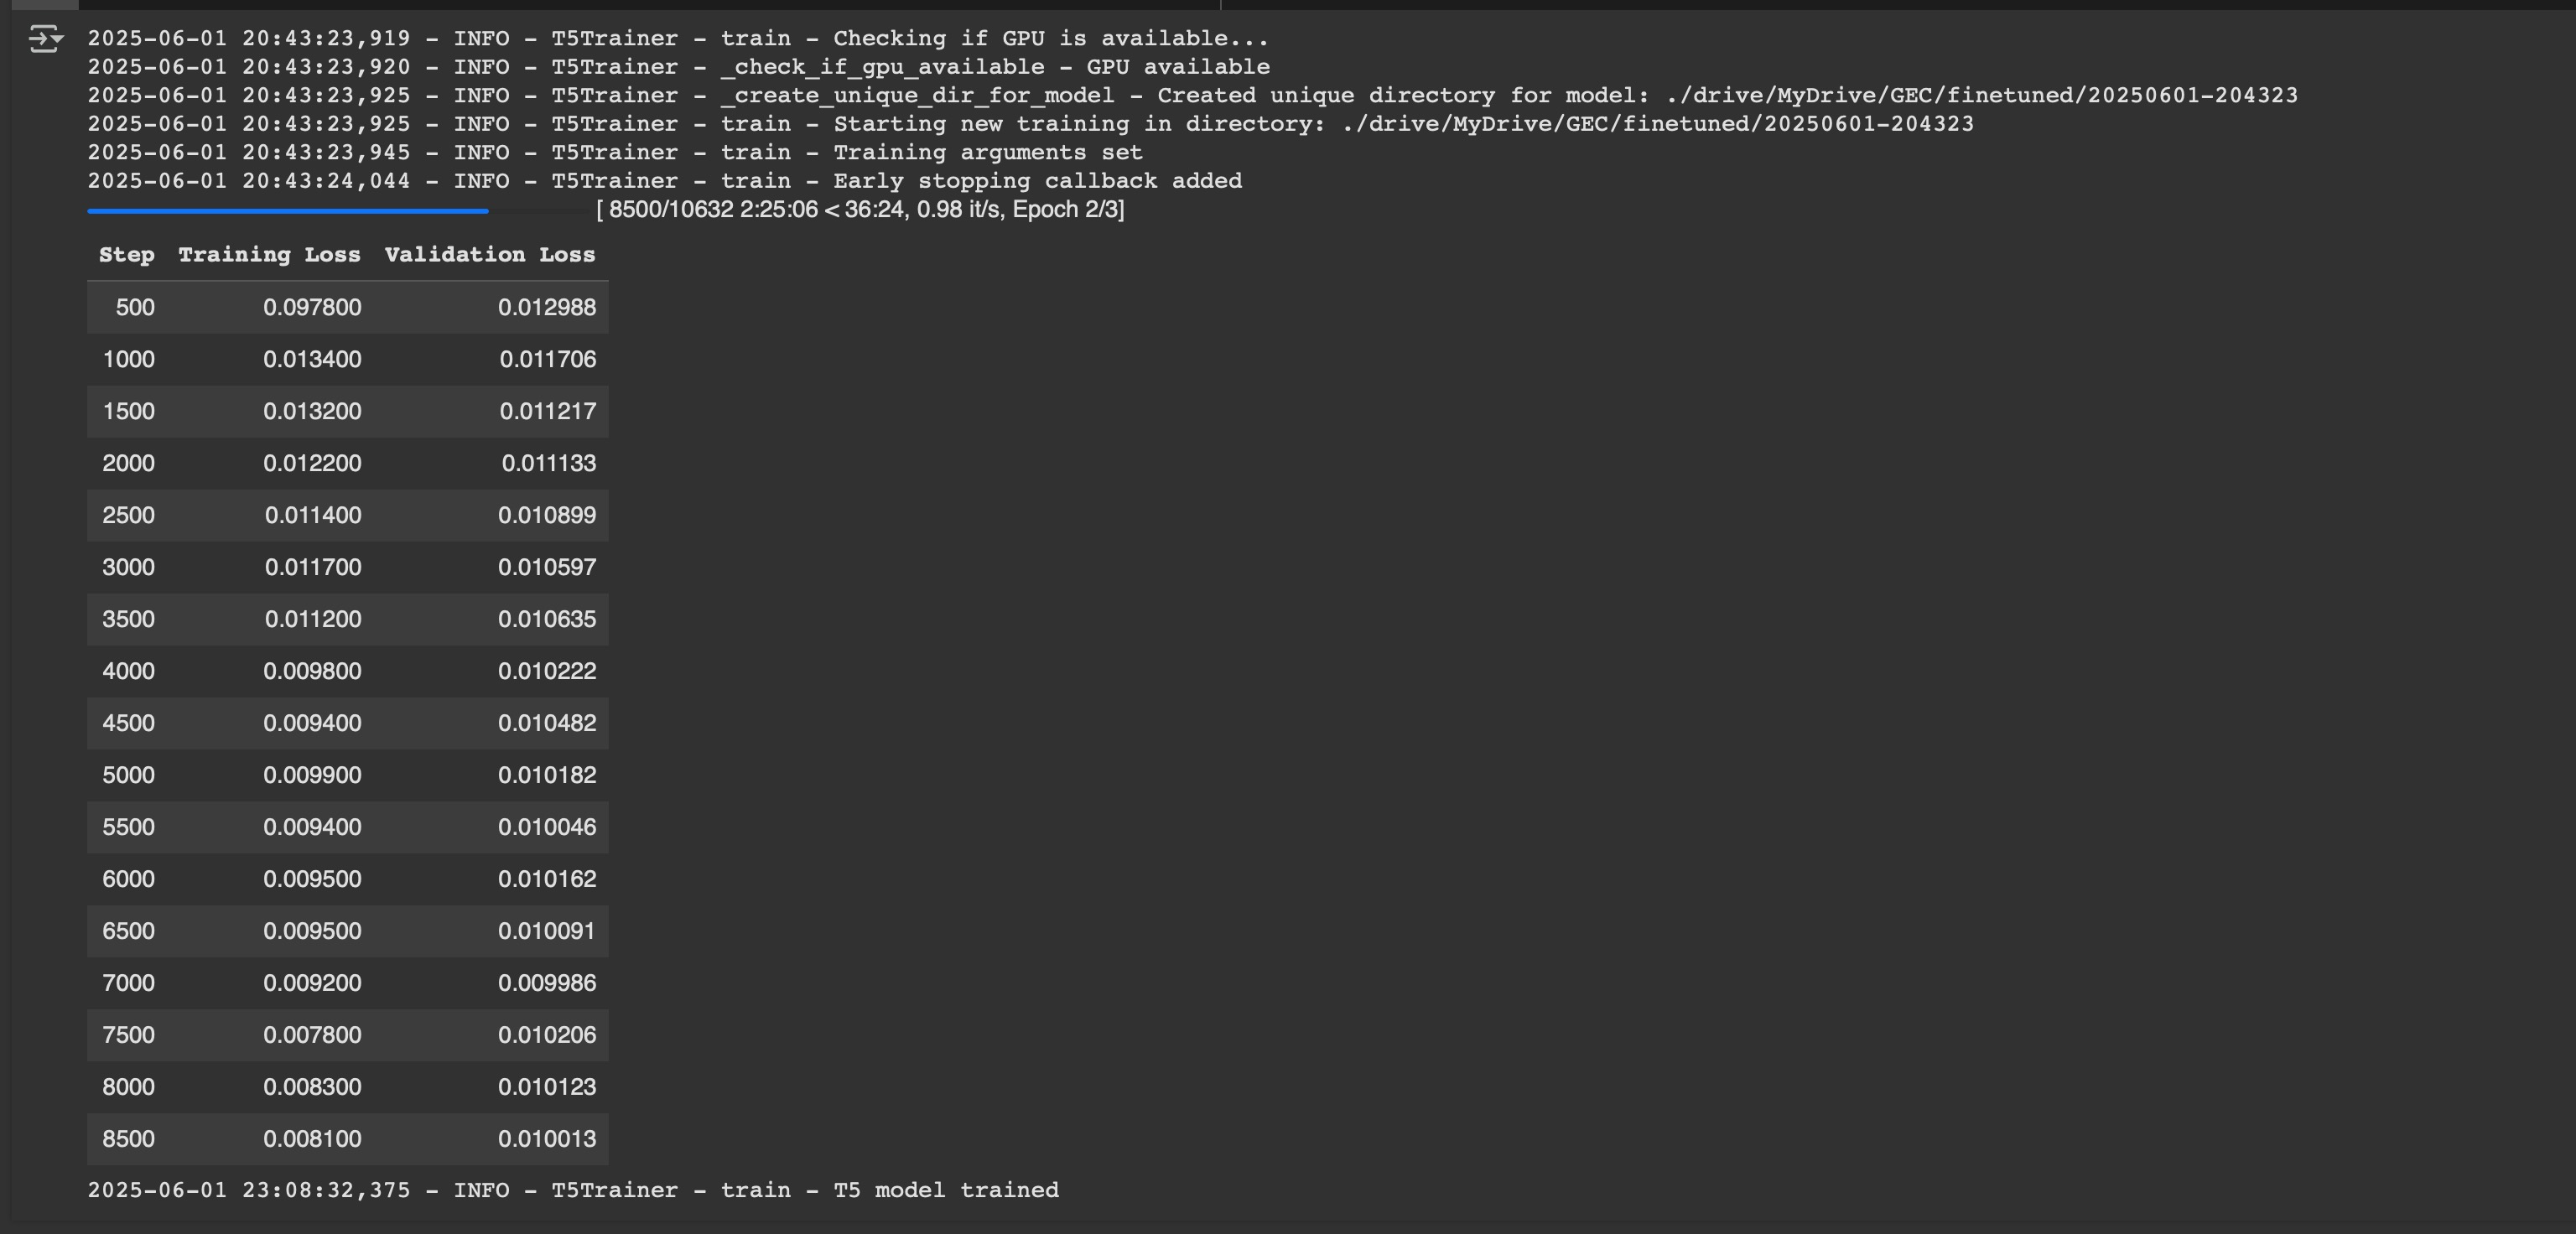 2025-06-01 20:43:23,919 - INFO - T5Trainer - train - Checking if GPU is available...
2025-06-01 20:43:23,920 - INFO - T5Trainer - _check_if_gpu_available - GPU available
2025-06-01 20:43:23,925 - INFO - T5Trainer - _create_unique_dir_for_model - Created unique directory for model: ./drive/MyDrive/GEC/finetuned/20250601-204323
2025-06-01 20:43:23,925 - INFO - T5Trainer - train - Starting new training in directory: ./drive/MyDrive/GEC/finetuned/20250601-204323
2025-06-01 20:43:23,945 - INFO - T5Trainer - train - Training arguments set
2025-06-01 20:43:24,044 - INFO - T5Trainer - train - Early stopping callback added
[ 8500/10632 2:25:06 < 36:24, 0.98 it/s, Epoch 2/3]
Step Training Loss Validation Loss
500 0.097800 0.012988
1000 0.013400 0.011706
1500 0.013200 0.011217
2000 0.012200 0.011133
2500 0.011400 0.010899
3000 0.011700 0.010597
3500 0.011200 0.010635
4000 0.009800 0.010222
4500 0.009400 0.010482
5000 0.009900 0.010182
5500 0.009400 0.010046
6000 0.009500 0.010162
6500 0.009500 0.010091
7000 0.009200 0.009986
7500 0.007800 0.010206
8000 0.008300 0.010123
8500 0.008100 0.010013
2025-06-01 23:08:32,375 - INFO - T5Trainer - train - T5 model trained